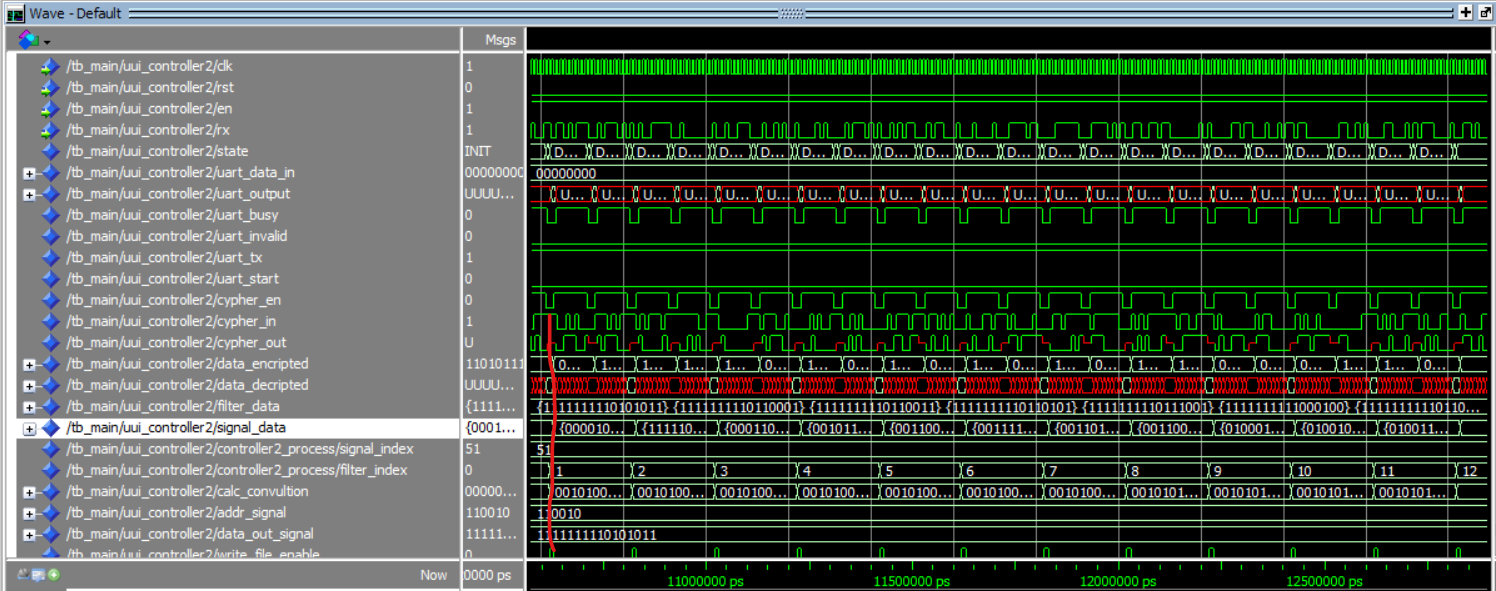 Wave - Default
Msgs
/tb_main/uui_controller2/clk 1
/tb_main/uui_controller2/rst 0
/tb_main/uui_controller2/en 1
/tb_main/uui_controller2/rx 1
/tb_main/uui_controller2/state INIT D... D... D... D... D... D... D... D... D... D... D... D... D... D... D... D... D... D... D... D... D... D...
/tb_main/uui_controller2/uart_data_in 00000000 00000000
/tb_main/uui_controller2/uart_output UUUU... U... U... U... U... U... U... U... U... U... U... U... U... U... U... U... U... U... U... U... U... U... U...
/tb_main/uui_controller2/uart_busy 0
/tb_main/uui_controller2/uart_invalid 0
/tb_main/uui_controller2/uart_tx 1
/tb_main/uui_controller2/uart_start 0
/tb_main/uui_controller2/cypher_en 0
/tb_main/uui_controller2/cypher_in 1
/tb_main/uui_controller2/cypher_out U
/tb_main/uui_controller2/data_encripted 11010111 0... 1... 1... 1... 1... 0... 1... 0... 1... 0... 1... 0... 1... 0... 1... 1... 0... 0... 1... 1... 0...
/tb_main/uui_controller2/data_decripted UUUU...
/tb_main/uui_controller2/filter_data {1111... {1111111110101011} {1111111110110001} {1111111110110011} {1111111110110101} {1111111110111001} {1111111111000100} {11111111110110...
/tb_main/uui_controller2/signal_data {0001... {000010... {111110... {000110... {001011... {001100... {001111... {001101... {001100... {010001... {010010... {010011...
/tb_main/uui_controller2/controller2_process/signal_index 51 51
/tb_main/uui_controller2/controller2_process/filter_index 0 1 2 3 4 5 6 7 8 9 10 11 12
/tb_main/uui_controller2/calc_convultion 00000... 0010100... 0010100... 0010100... 0010100... 0010100... 0010100... 0010100... 0010101... 0010101... 0010101... 0010101...
/tb_main/uui_controller2/addr_signal 110010 110010
/tb_main/uui_controller2/data_out_signal 11111... 1111111110101011
/tb_main/uui_controller2/write_file_enable 0
Now 0000 ps
11000000 ps 11500000 ps 12000000 ps 12500000 ps